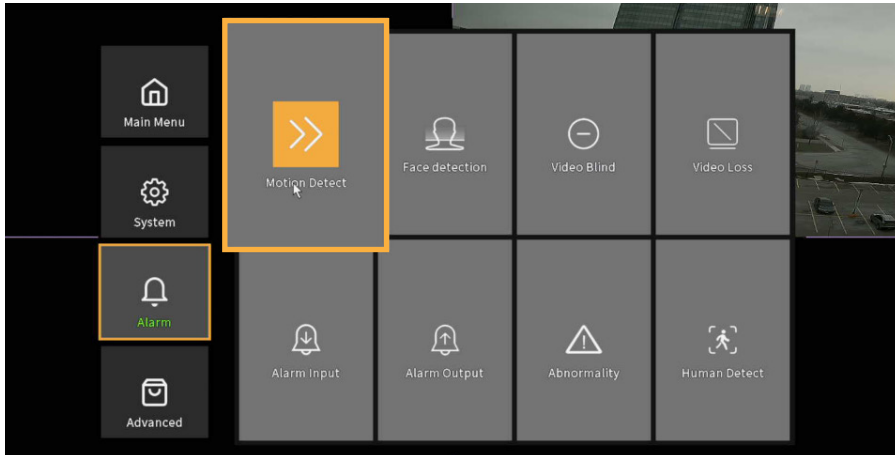 Main Menu
System
Alarm
Advanced
Motion Detect
Face detection
Video Blind
Video Loss
Alarm Input
Alarm Output
Abnormality
Human Detect